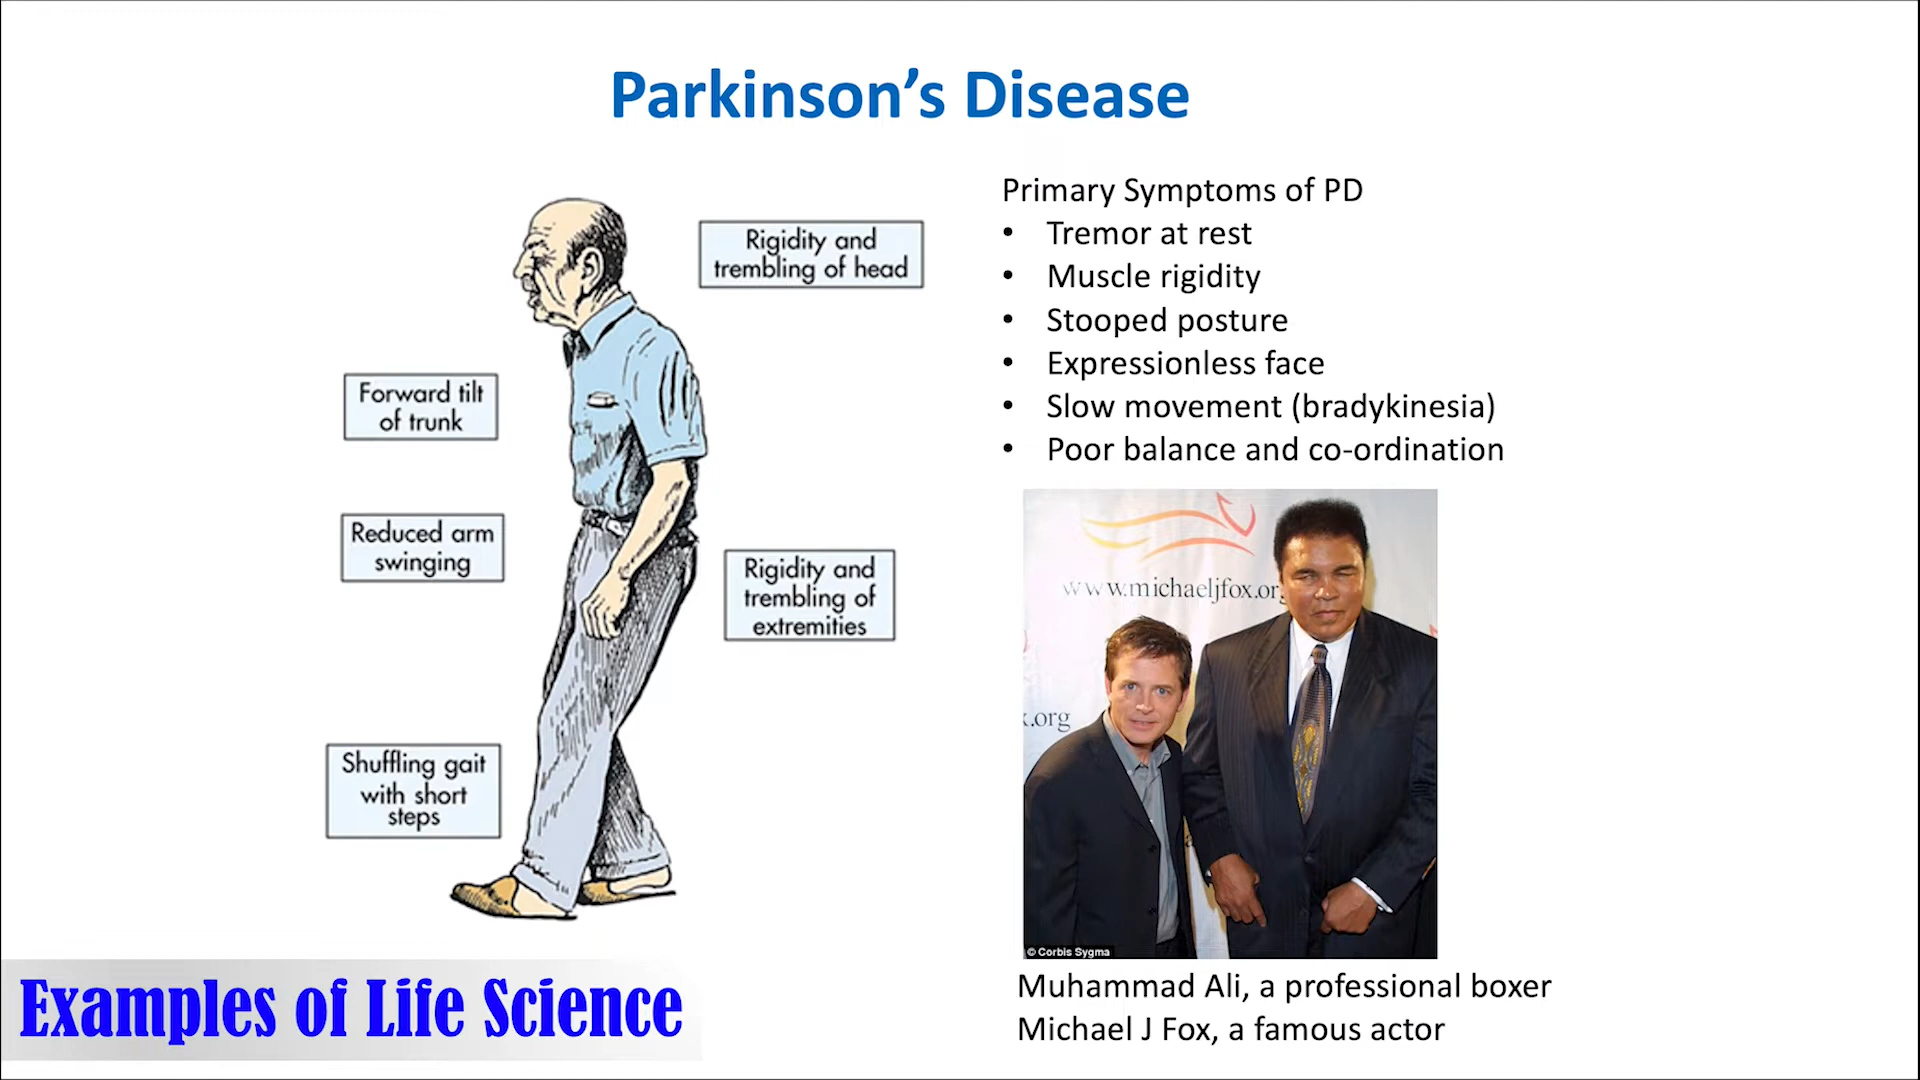 Parkinson’s Disease
Rigidity and
trembling of head
Forward tilt
of trunk
Reduced arm
swinging
Rigidity and
trembling of
extremities
Shuffling gait
with short
steps
Primary Symptoms of PD
• Tremor at rest
• Muscle rigidity
• Stooped posture
• Expressionless face
• Slow movement (bradykinesia)
• Poor balance and co-ordination
www.michaeljfox.org
x.org
© Corbis Sygma
Muhammad Ali, a professional boxer
Michael J Fox, a famous actor
Examples of Life Science